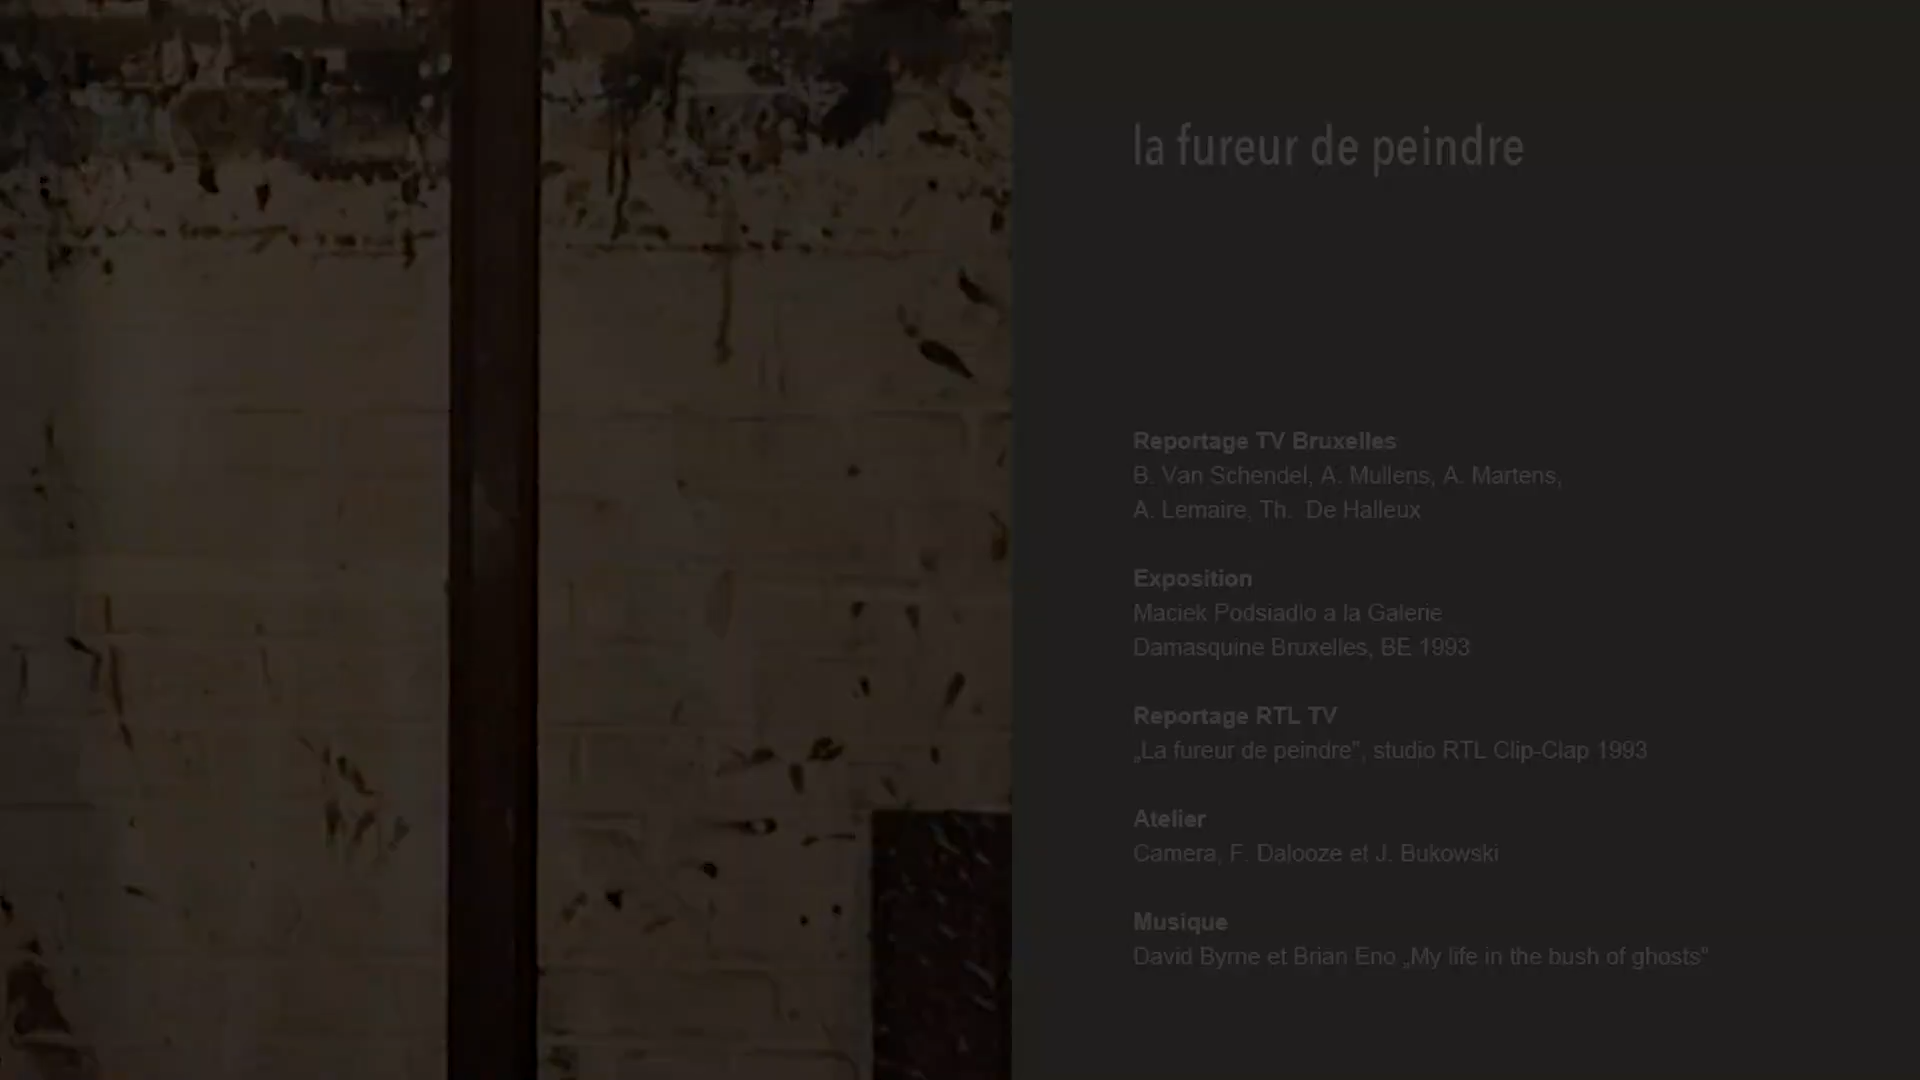 la fureur de peindre
Reportage TV Bruxelles
B. Van Schendel, A. Mullens, A. Martens,
A. Lemaire, Th. De Halleux
Exposition
Maciek Podsiadlo a la Galerie
Damasquine Bruxelles, BE 1993
Reportage RTL TV
„La fureur de peindre”, studio RTL Clip-Clap 1993
Atelier
Camera, F. Dalooze et J. Bukowski
Musique
David Byrne et Brian Eno „My life in the bush of ghosts“